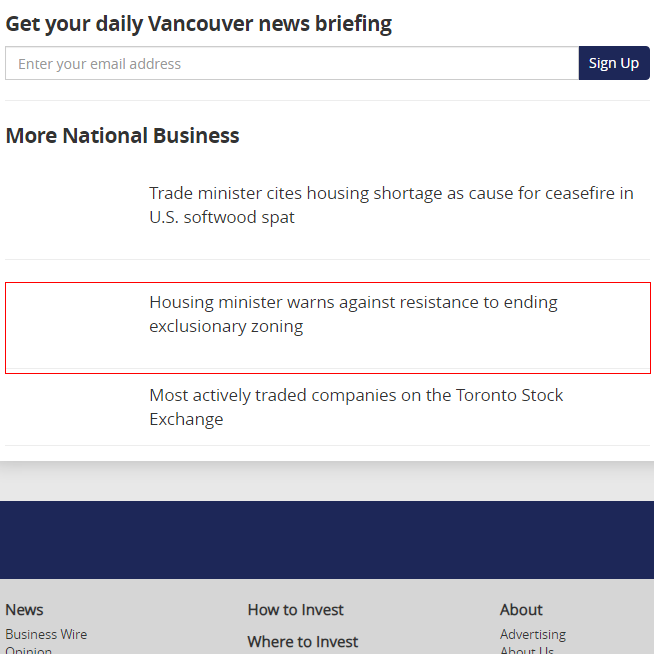 Get your daily Vancouver news briefing
Enter your email address
Sign Up
More National Business
Trade minister cites housing shortage as cause for ceasefire in
U.S. softwood spat
Housing minister warns against resistance to ending
exclusionary zoning
Most actively traded companies on the Toronto Stock
Exchange
News
How to Invest
About
Business Wire
Advertising
Where to Invest
Opinion
About Us